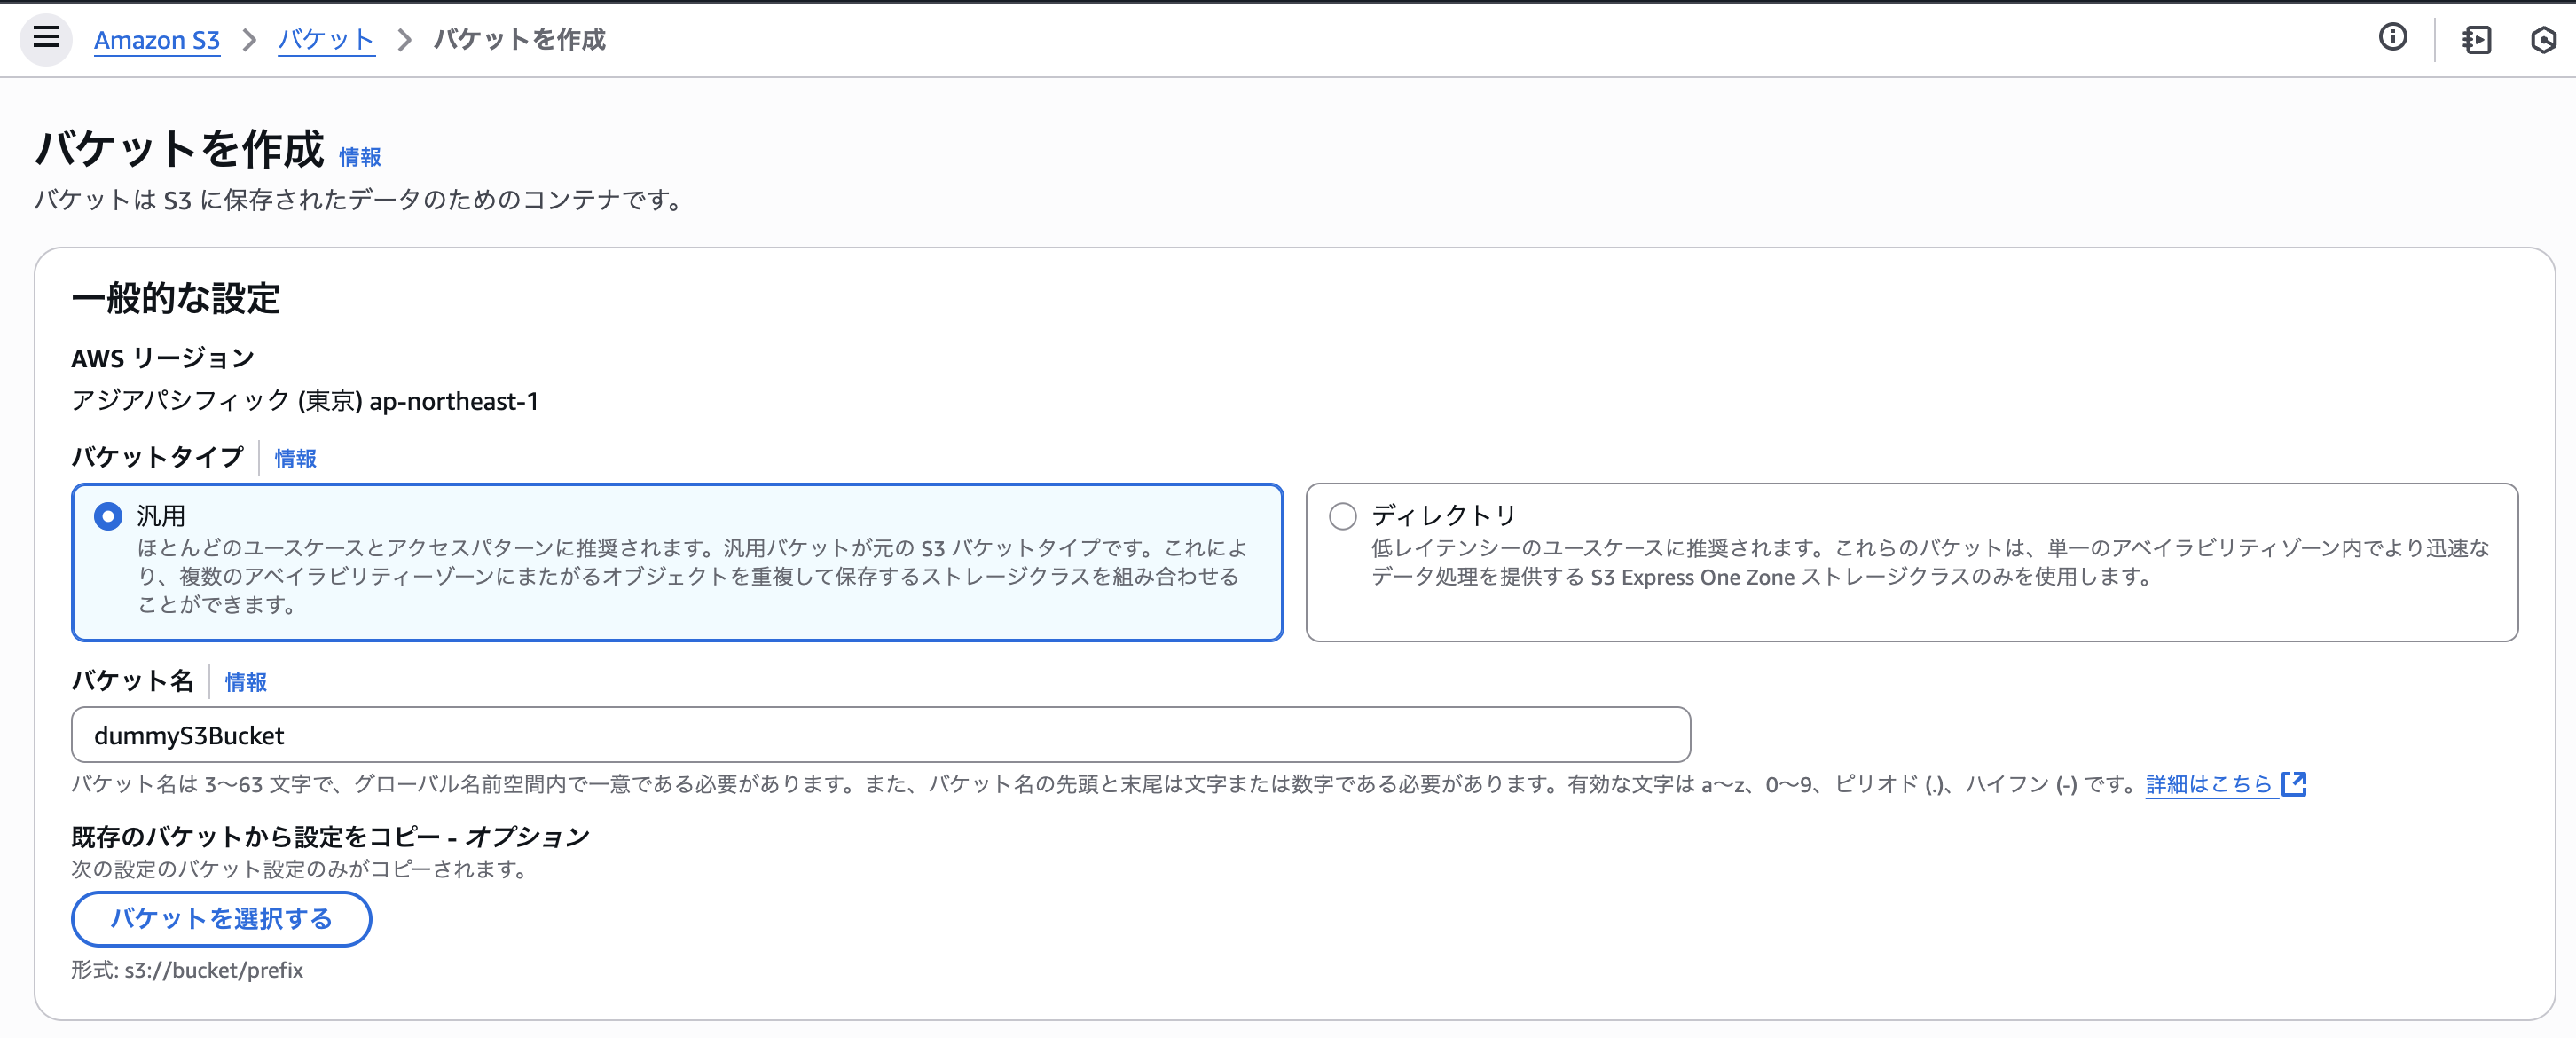 Amazon S3 > バケット > バケットを作成
バケットを作成 情報
バケットは S3 に保存されたデータのためのコンテナです。
一般的な設定
AWS リージョン
アジアパシフィック (東京) ap-northeast-1
バケットタイプ 情報
汎用
ほとんどのユースケースとアクセスパターンに推奨されます。汎用バケットが元の S3 バケットタイプです。これによ
り、複数のアベイラビリティーゾーンにまたがるオブジェクトを重複して保存するストレージクラスを組み合わせる
ことができます。
ディレクトリ
低レイテンシーのユースケースに推奨されます。これらのバケットは、単一のアベイラビリティゾーン内でより迅速な
データ処理を提供する S3 Express One Zone ストレージクラスのみを使用します。
バケット名 情報
dummyS3Bucket
バケット名は 3〜63 文字で、グローバル名前空間内で一意である必要があります。また、バケット名の先頭と末尾は文字または数字である必要があります。有効な文字は a〜z、0〜9、ピリオド (.)、ハイフン (-) です。詳細はこちら
既存のバケットから設定をコピー - オプション
次の設定のバケット設定のみがコピーされます。
バケットを選択する
形式: s3://bucket/prefix